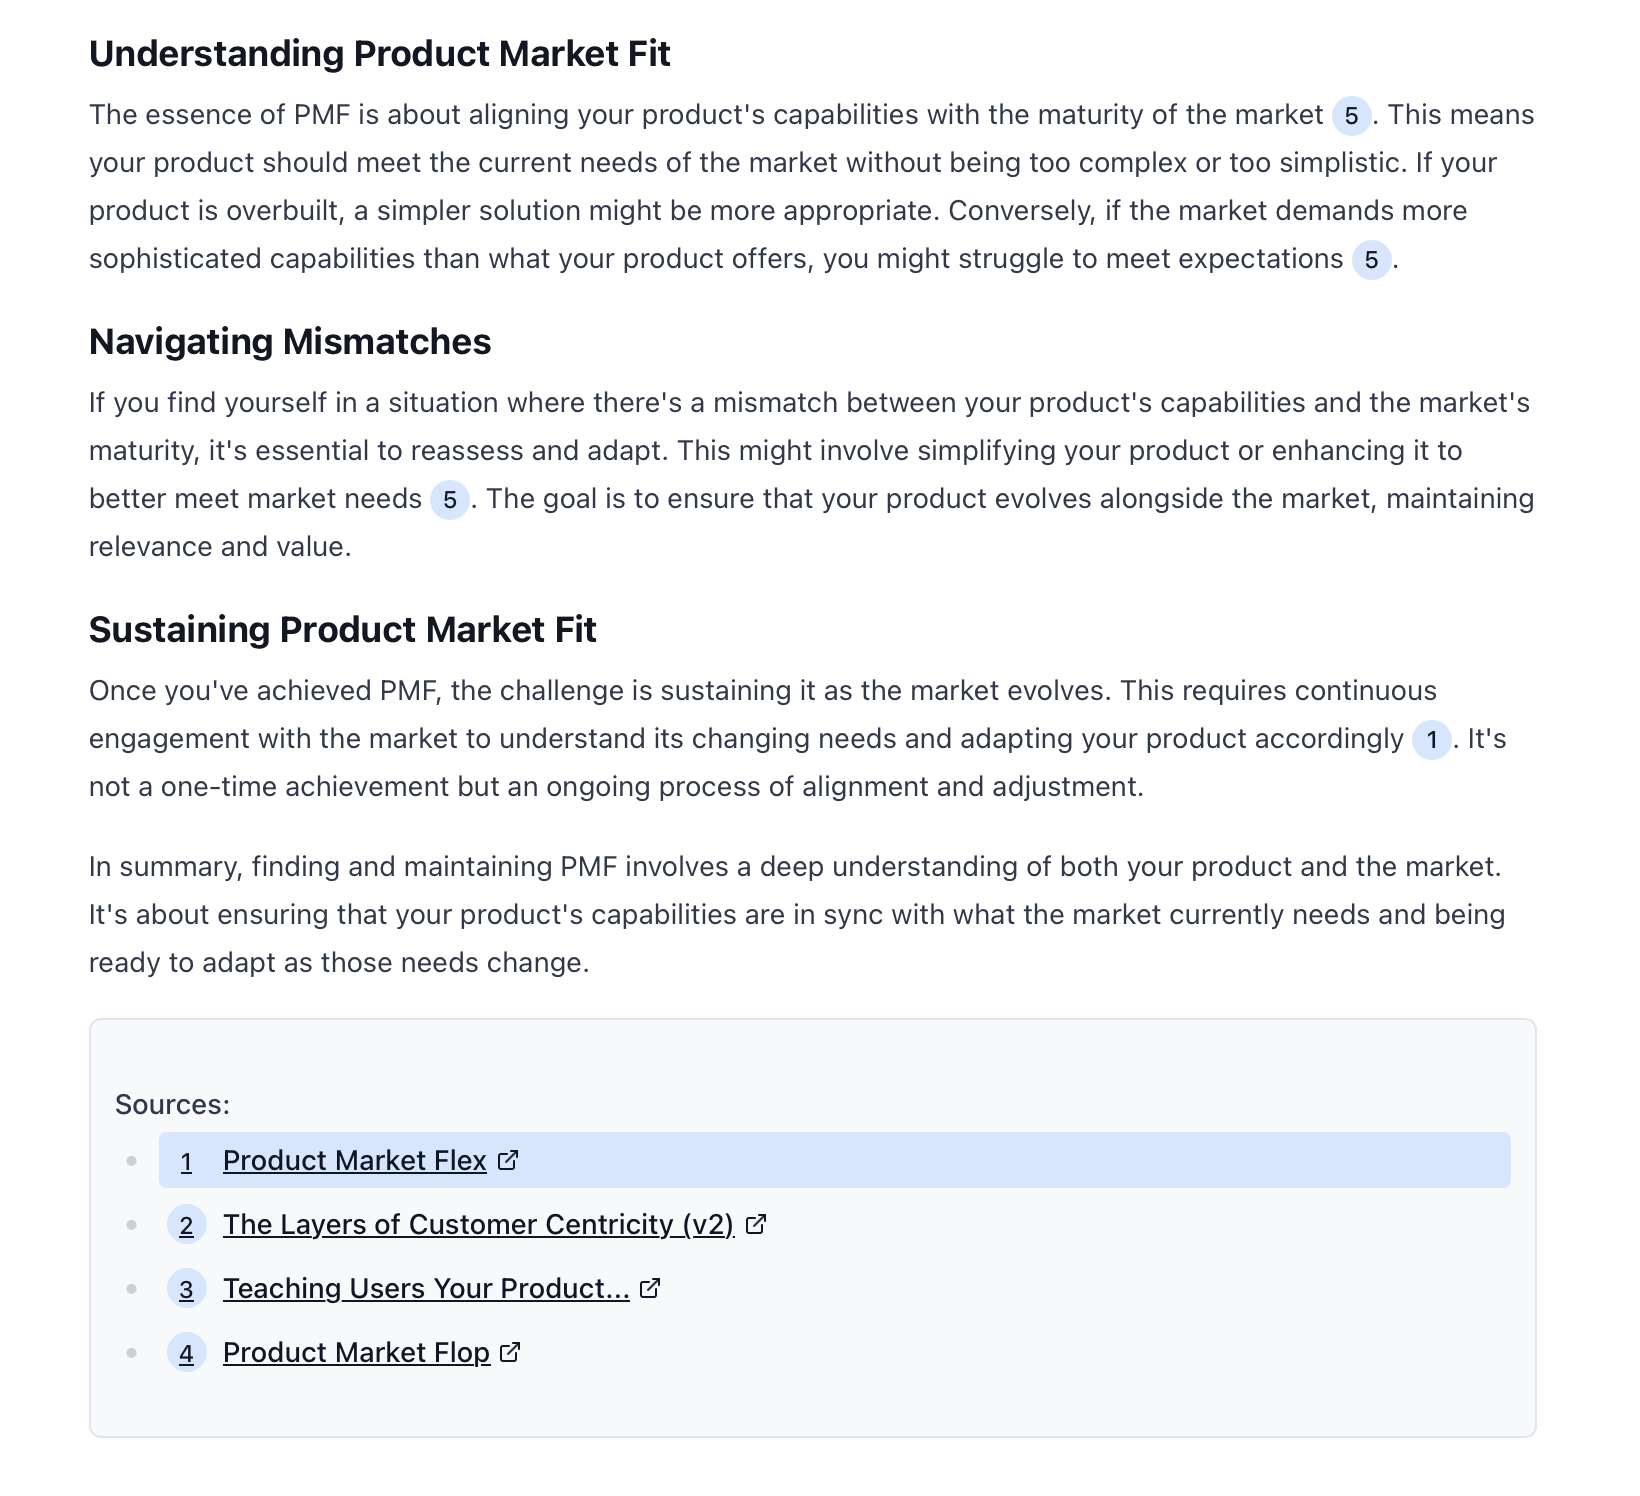 Understanding Product Market Fit
The essence of PMF is about aligning your product's capabilities with the maturity of the market 5. This means
your product should meet the current needs of the market without being too complex or too simplistic. If your
product is overbuilt, a simpler solution might be more appropriate. Conversely, if the market demands more
sophisticated capabilities than what your product offers, you might struggle to meet expectations 5.
Navigating Mismatches
If you find yourself in a situation where there's a mismatch between your product's capabilities and the market's
maturity, it's essential to reassess and adapt. This might involve simplifying your product or enhancing it to
better meet market needs 5. The goal is to ensure that your product evolves alongside the market, maintaining
relevance and value.
Sustaining Product Market Fit
Once you've achieved PMF, the challenge is sustaining it as the market evolves. This requires continuous
engagement with the market to understand its changing needs and adapting your product accordingly 1. It's
not a one-time achievement but an ongoing process of alignment and adjustment.
In summary, finding and maintaining PMF involves a deep understanding of both your product and the market.
It's about ensuring that your product's capabilities are in sync with what the market currently needs and being
ready to adapt as those needs change.
Sources:
1 Product Market Flex
2 The Layers of Customer Centricity (v2)
3 Teaching Users Your Product...
4 Product Market Flop